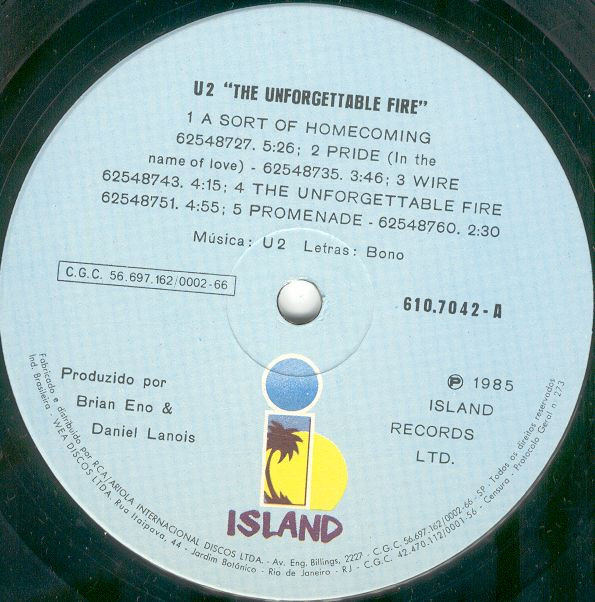 U2 "THE UNFORGETTABLE FIRE"
1 A SORT OF HOMECOMING
62548727. 5:26; 2 PRIDE (In the
name of love) - 62548735. 3:46; 3 WIRE
62548743. 4:15; 4 THE UNFORGETTABLE FIRE
62548751. 4:55; 5 PROMENADE - 62548760. 2:30
Música: U2 Letras: Bono
C.G.C. 56.697.162/0002-66
610.7042-A
Produzido por
Brian Eno &
Daniel Lanois
℗ 1985
ISLAND
RECORDS
LTD.
ISLAND
Fabricado e distribuído por RCA/ARIOLA INTERNACIONAL DISCOS LTDA. - Av. Eng. Billings, 2227 - C.G.C. 56.697.162/0002-66 - SP - Todos os direitos reservados
Ind. Brasileira - WEA DISCOS LTDA. Rua Itaipava, 44 - Jardim Botânico - Rio de Janeiro - RJ - C.G.C. 42.470.112/0001-56 - Censura - Protocolo Geral n.º 273